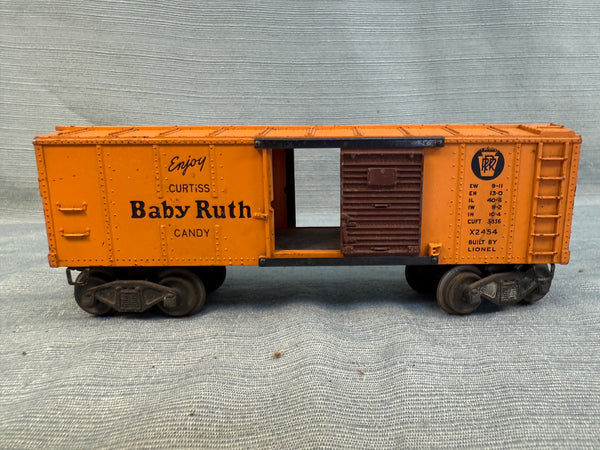 Enjoy
CURTISS
Baby Ruth
CANDY
PRR
EW 9-11
EH 13-0
IL 40-6
IW 9-2
IH 10-4
CUFT 3836
X2454
BUILT BY
LIONEL